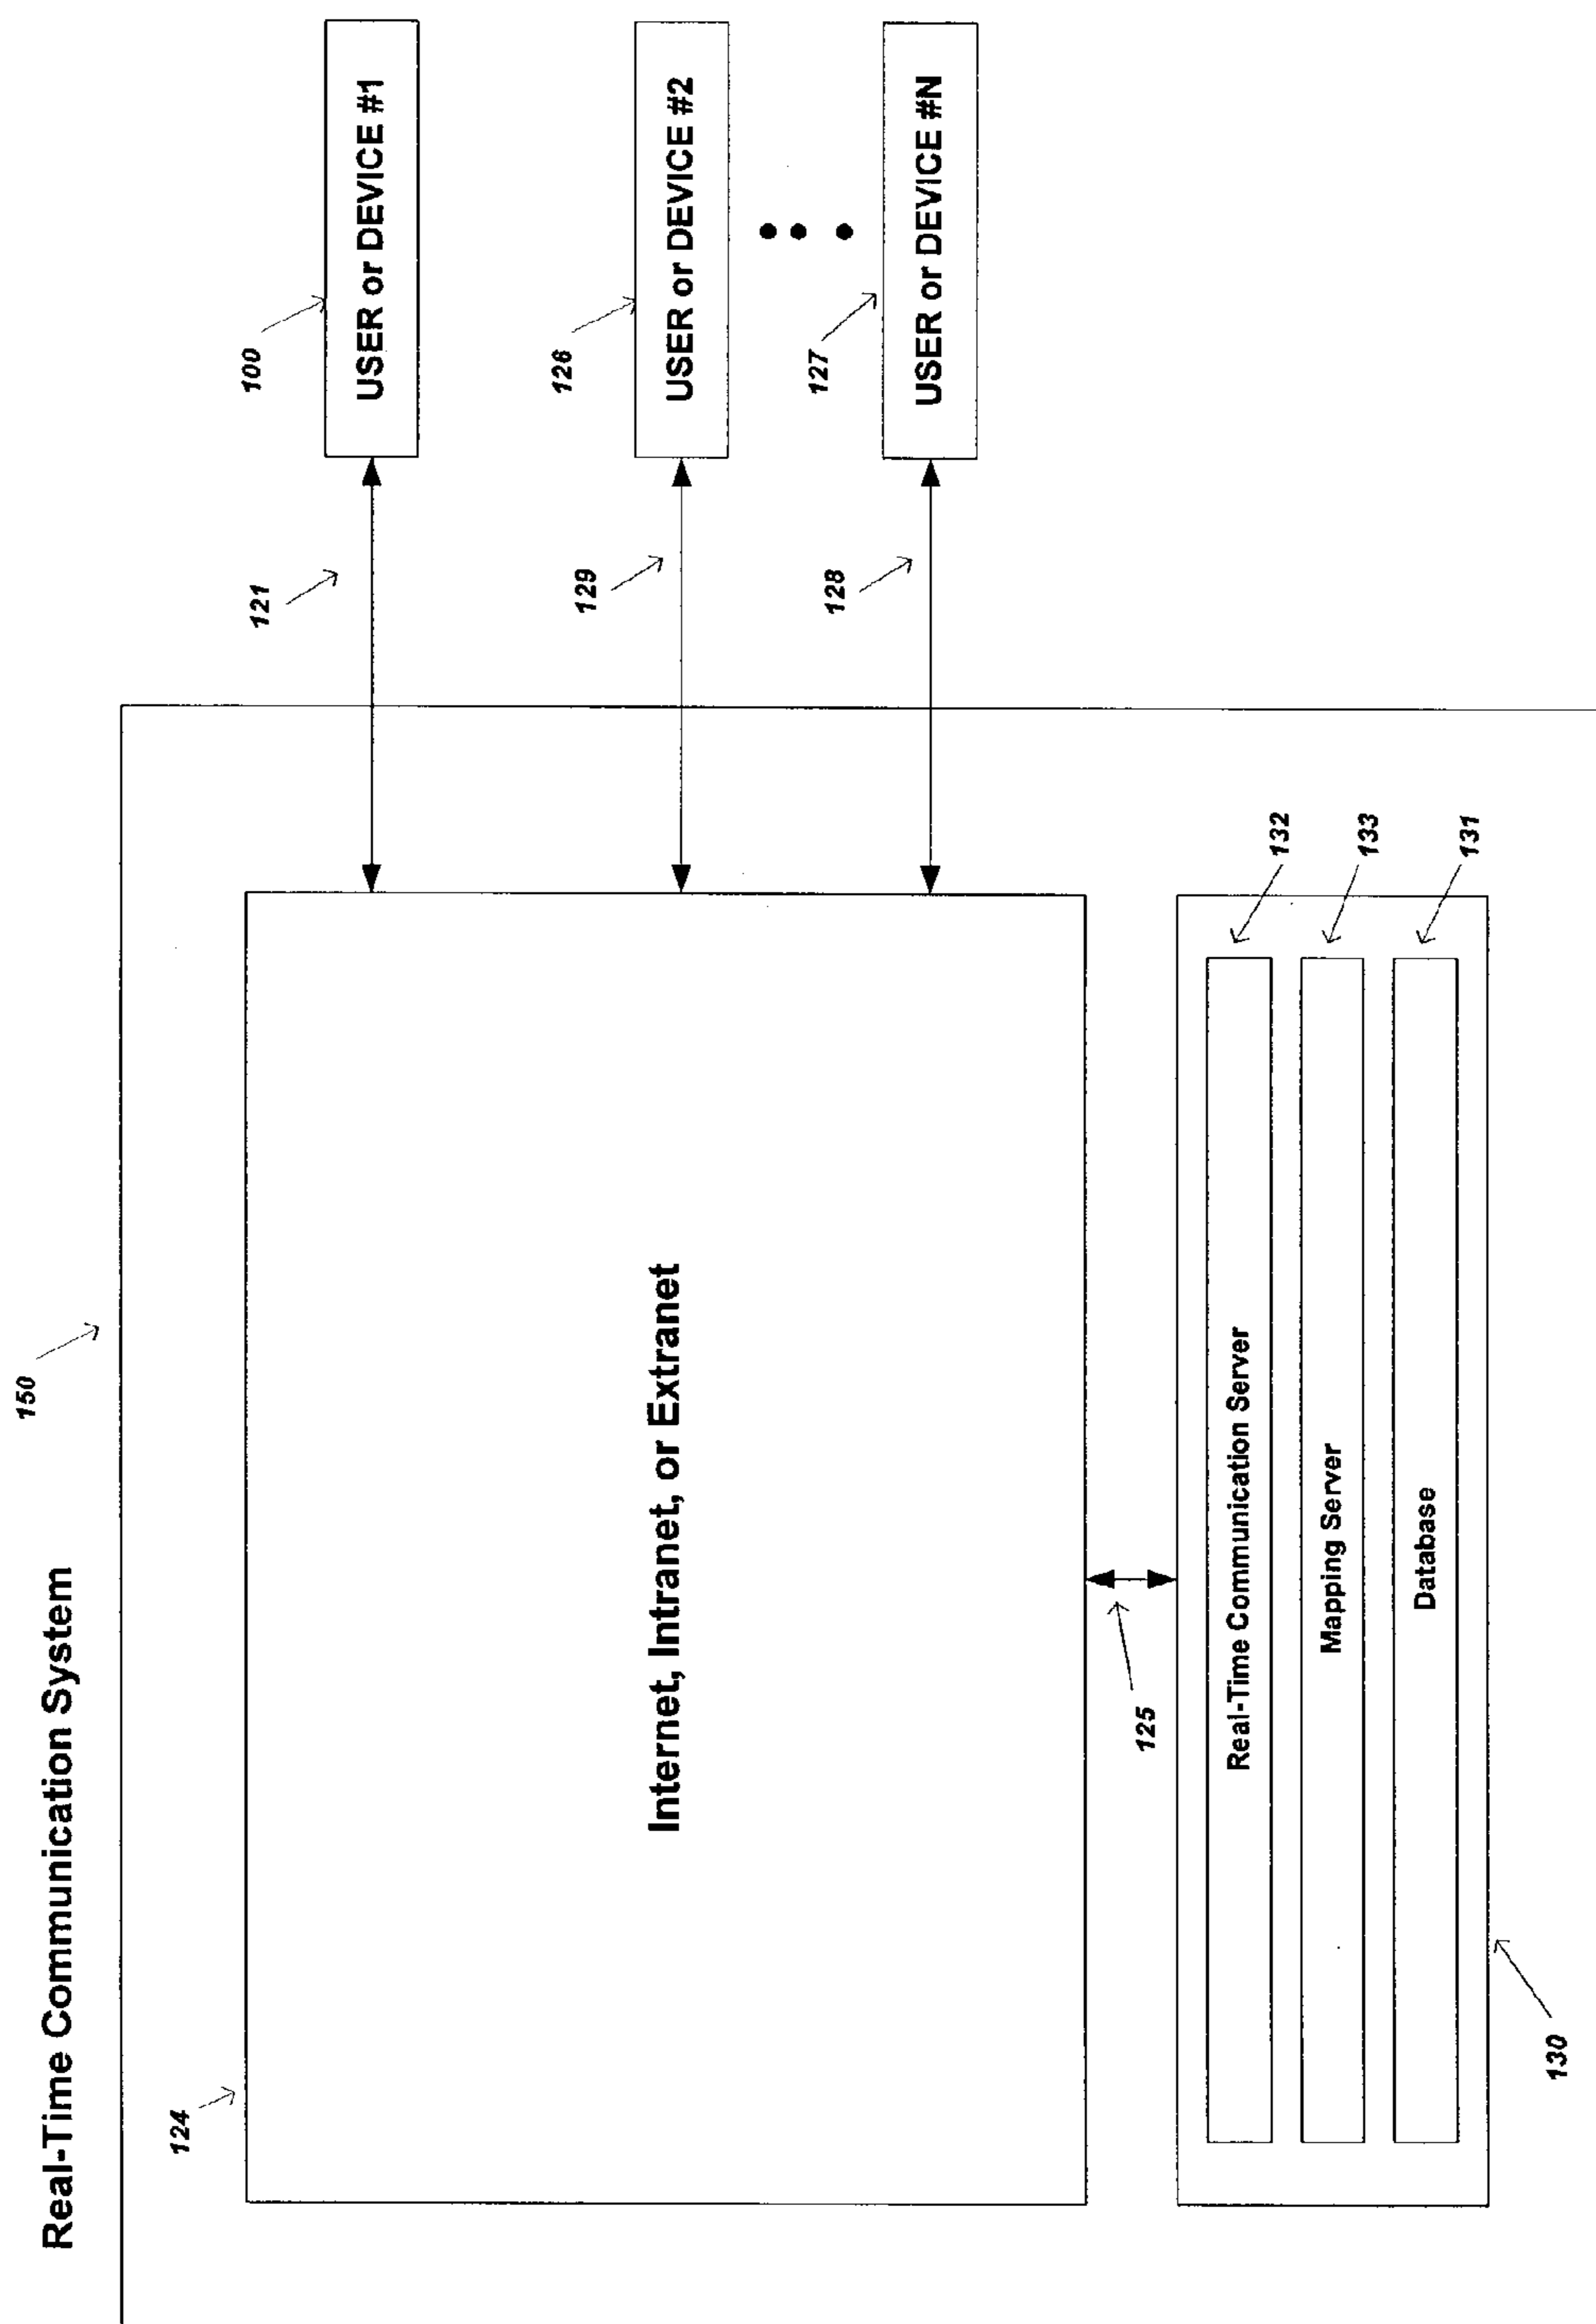 Real-Time Communication System
150
124
Internet, Intranet, or Extranet
121
100
USER or DEVICE #1
129
126
USER or DEVICE #2
128
127
USER or DEVICE #N
125
Real-Time Communication Server
132
Mapping Server
133
Database
131
130